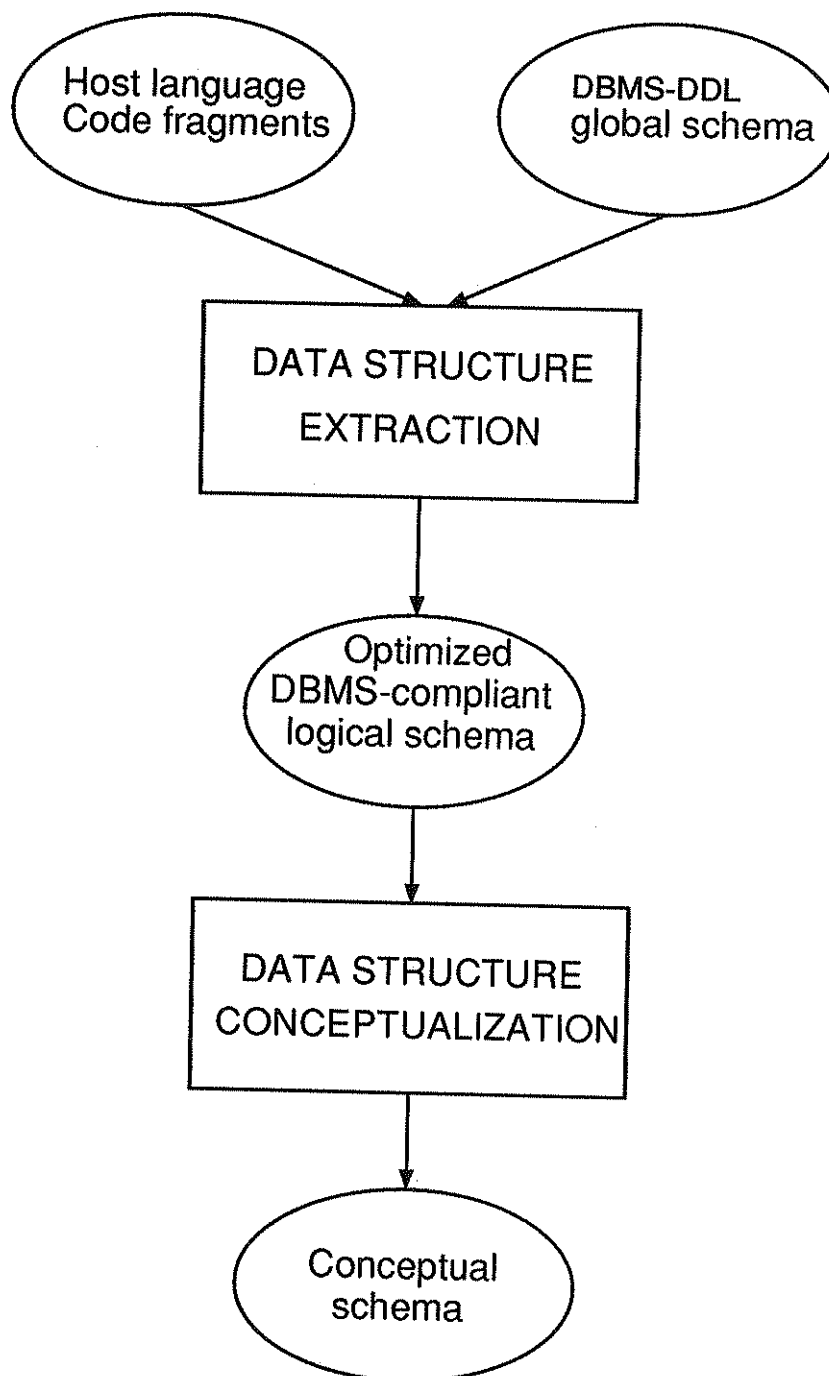 Host language
Code fragments
DBMS-DDL
global schema
DATA STRUCTURE
EXTRACTION
Optimized
DBMS-compliant
logical schema
DATA STRUCTURE
CONCEPTUALIZATION
Conceptual
schema